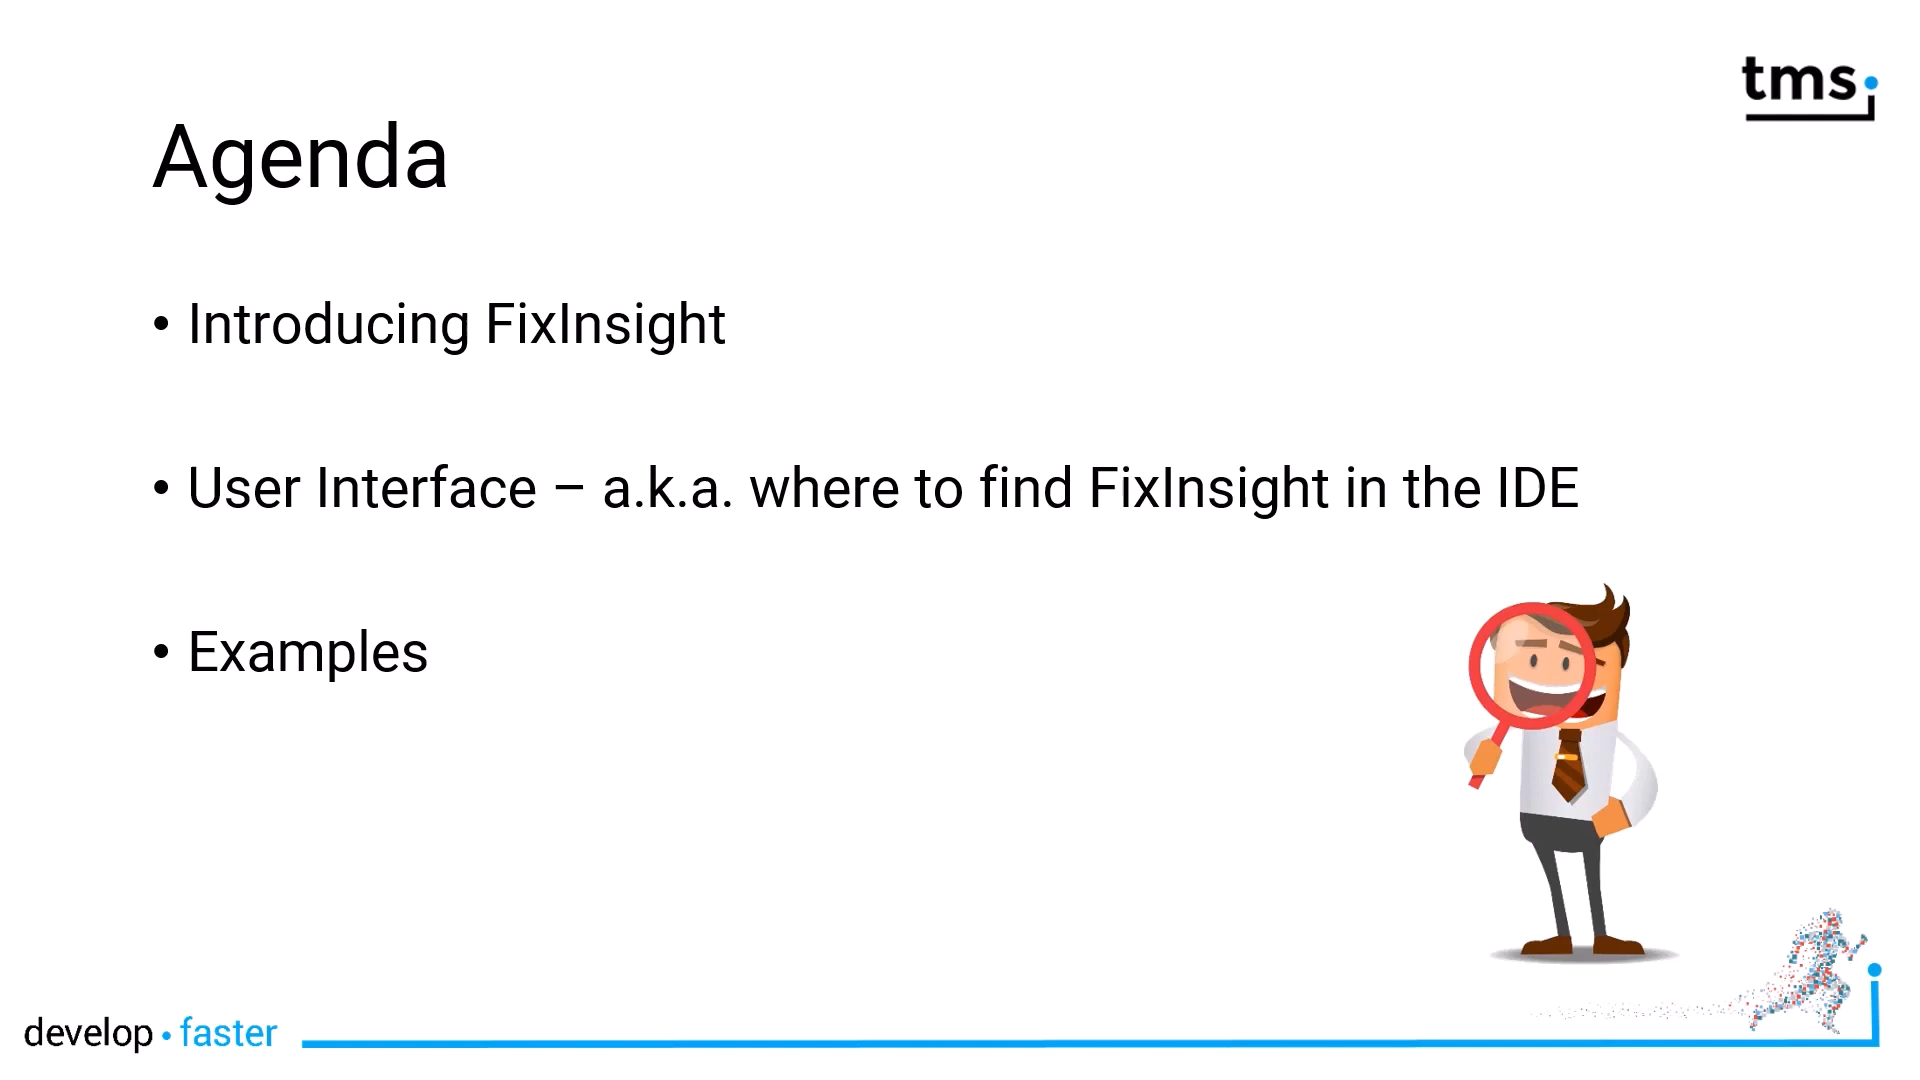 tms
Agenda
• Introducing FixInsight
• User Interface – a.k.a. where to find FixInsight in the IDE
• Examples
develop • faster